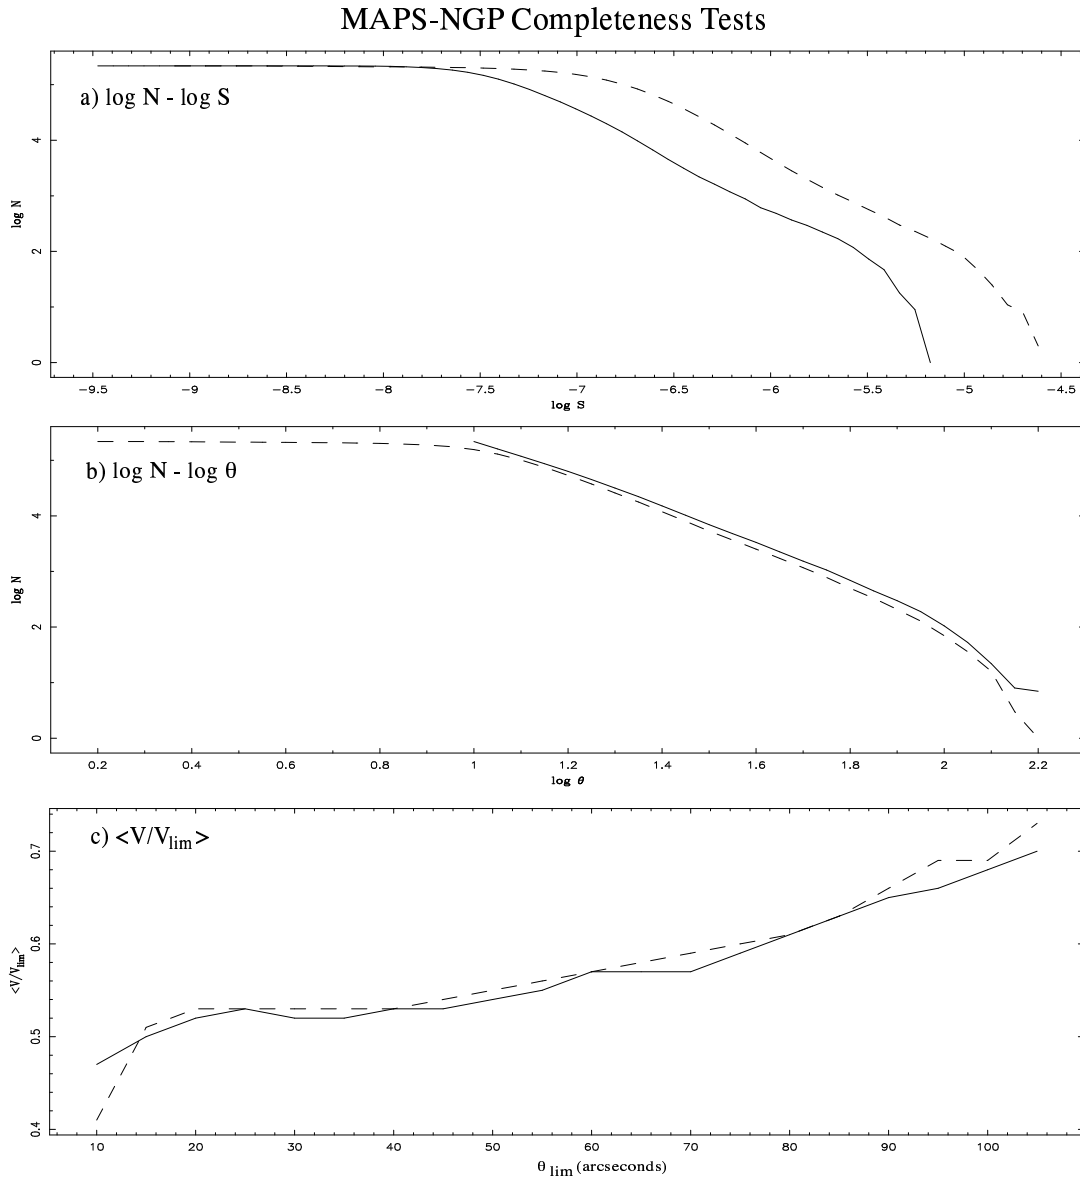 MAPS-NGP Completeness Tests
a) log N - log S
log N
4
2
0
−9.5 −9 −8.5 −8 −7.5 −7 −6.5 −6 −5.5 −5 −4.5
log S
b) log N - log θ
log N
4
2
0
0.2 0.4 0.6 0.8 1 1.2 1.4 1.6 1.8 2 2.2
log θ
c) <V/Vlim>
<V/Vlim>
0.7
0.6
0.5
0.4
10 20 30 40 50 60 70 80 90 100
θ lim (arcseconds)